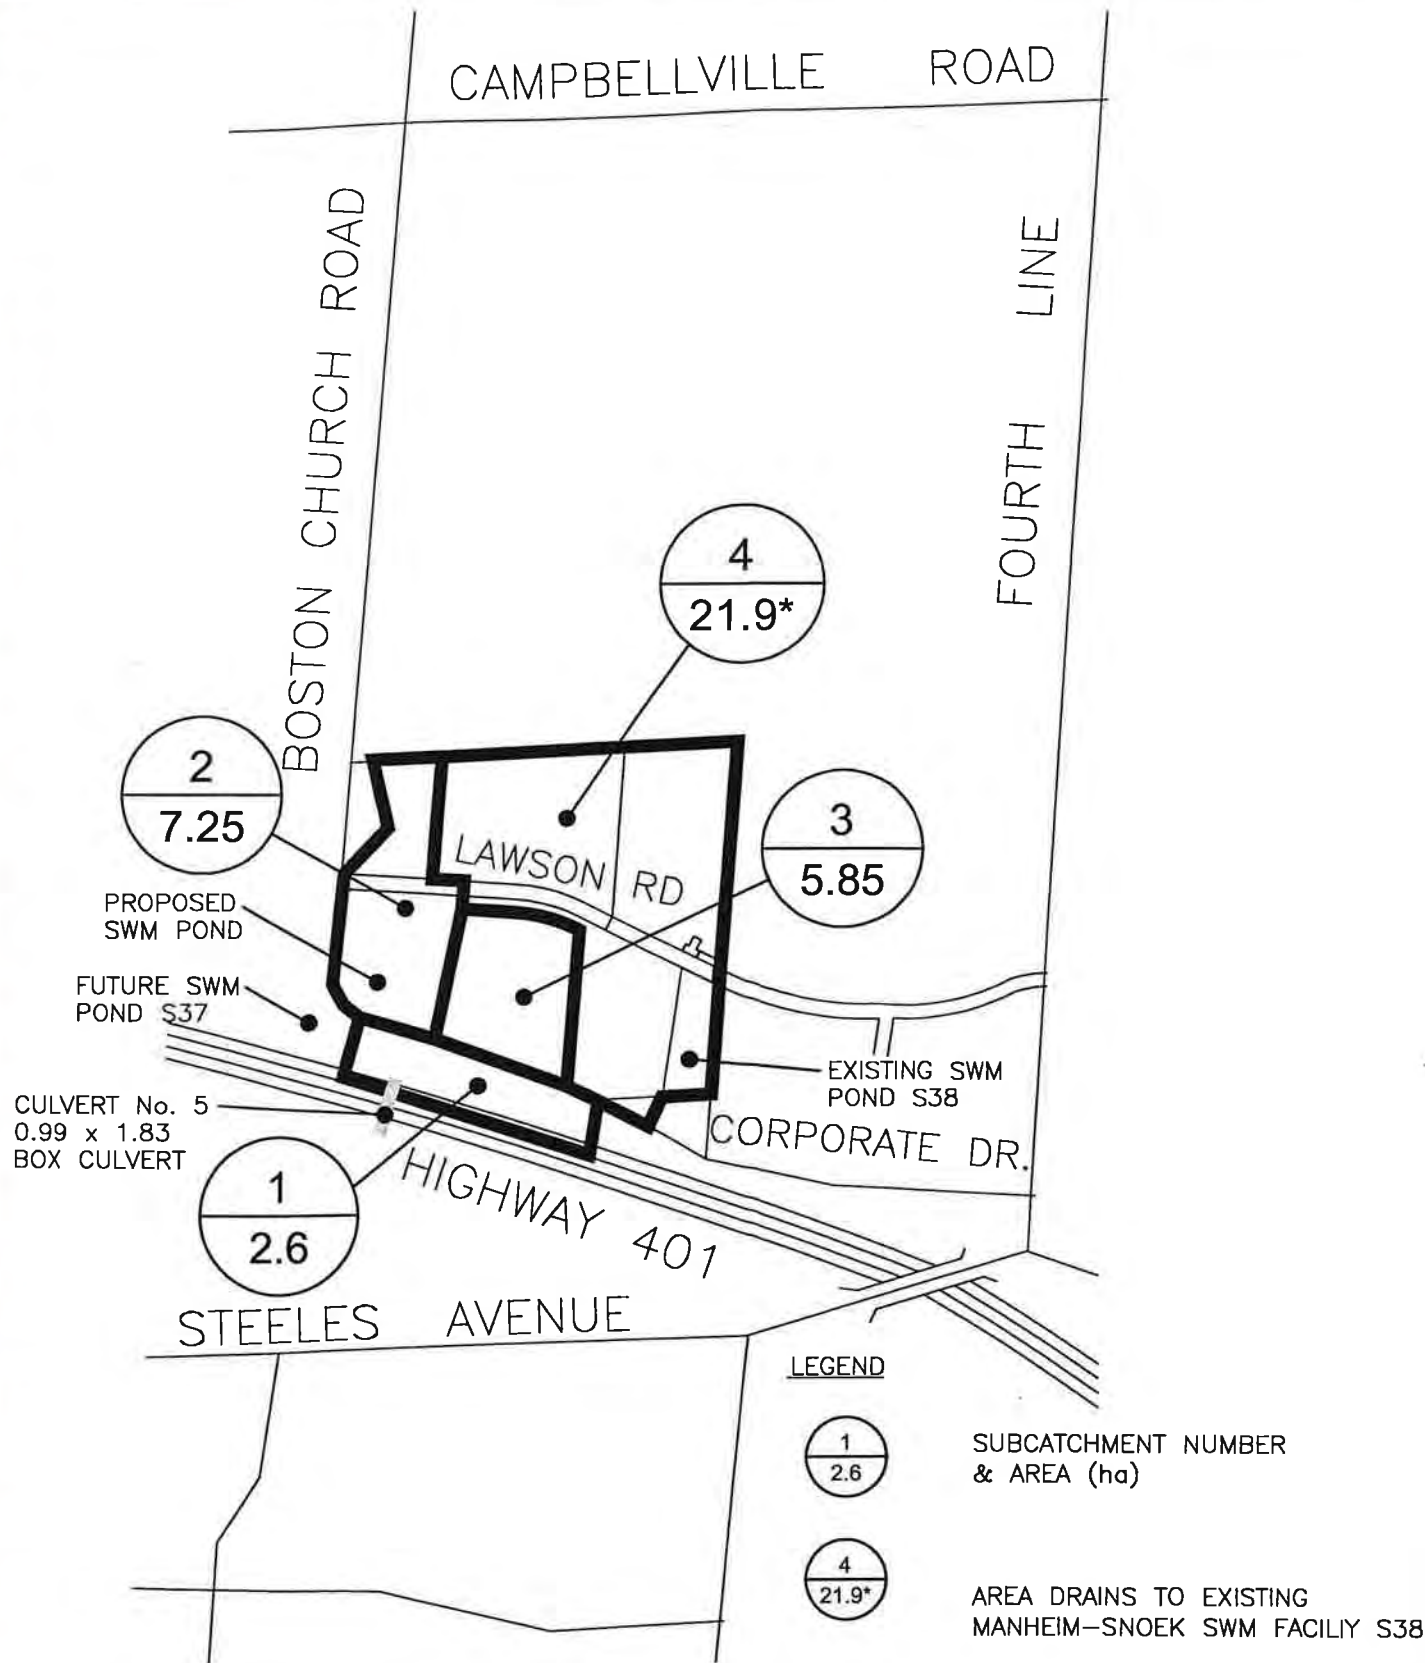 CAMPBELLVILLE ROAD
BOSTON CHURCH ROAD
FOURTH LINE
4
21.9*
2
7.25
3
5.85
LAWSON RD
PROPOSED
SWM POND
FUTURE SWM
POND S37
EXISTING SWM
POND S38
CULVERT No. 5
0.99 x 1.83
BOX CULVERT
CORPORATE DR.
1
2.6
HIGHWAY 401
STEELES AVENUE
LEGEND
1
2.6
SUBCATCHMENT NUMBER
& AREA (ha)
4
21.9*
AREA DRAINS TO EXISTING
MANHEIM-SNOEK SWM FACILIY S38